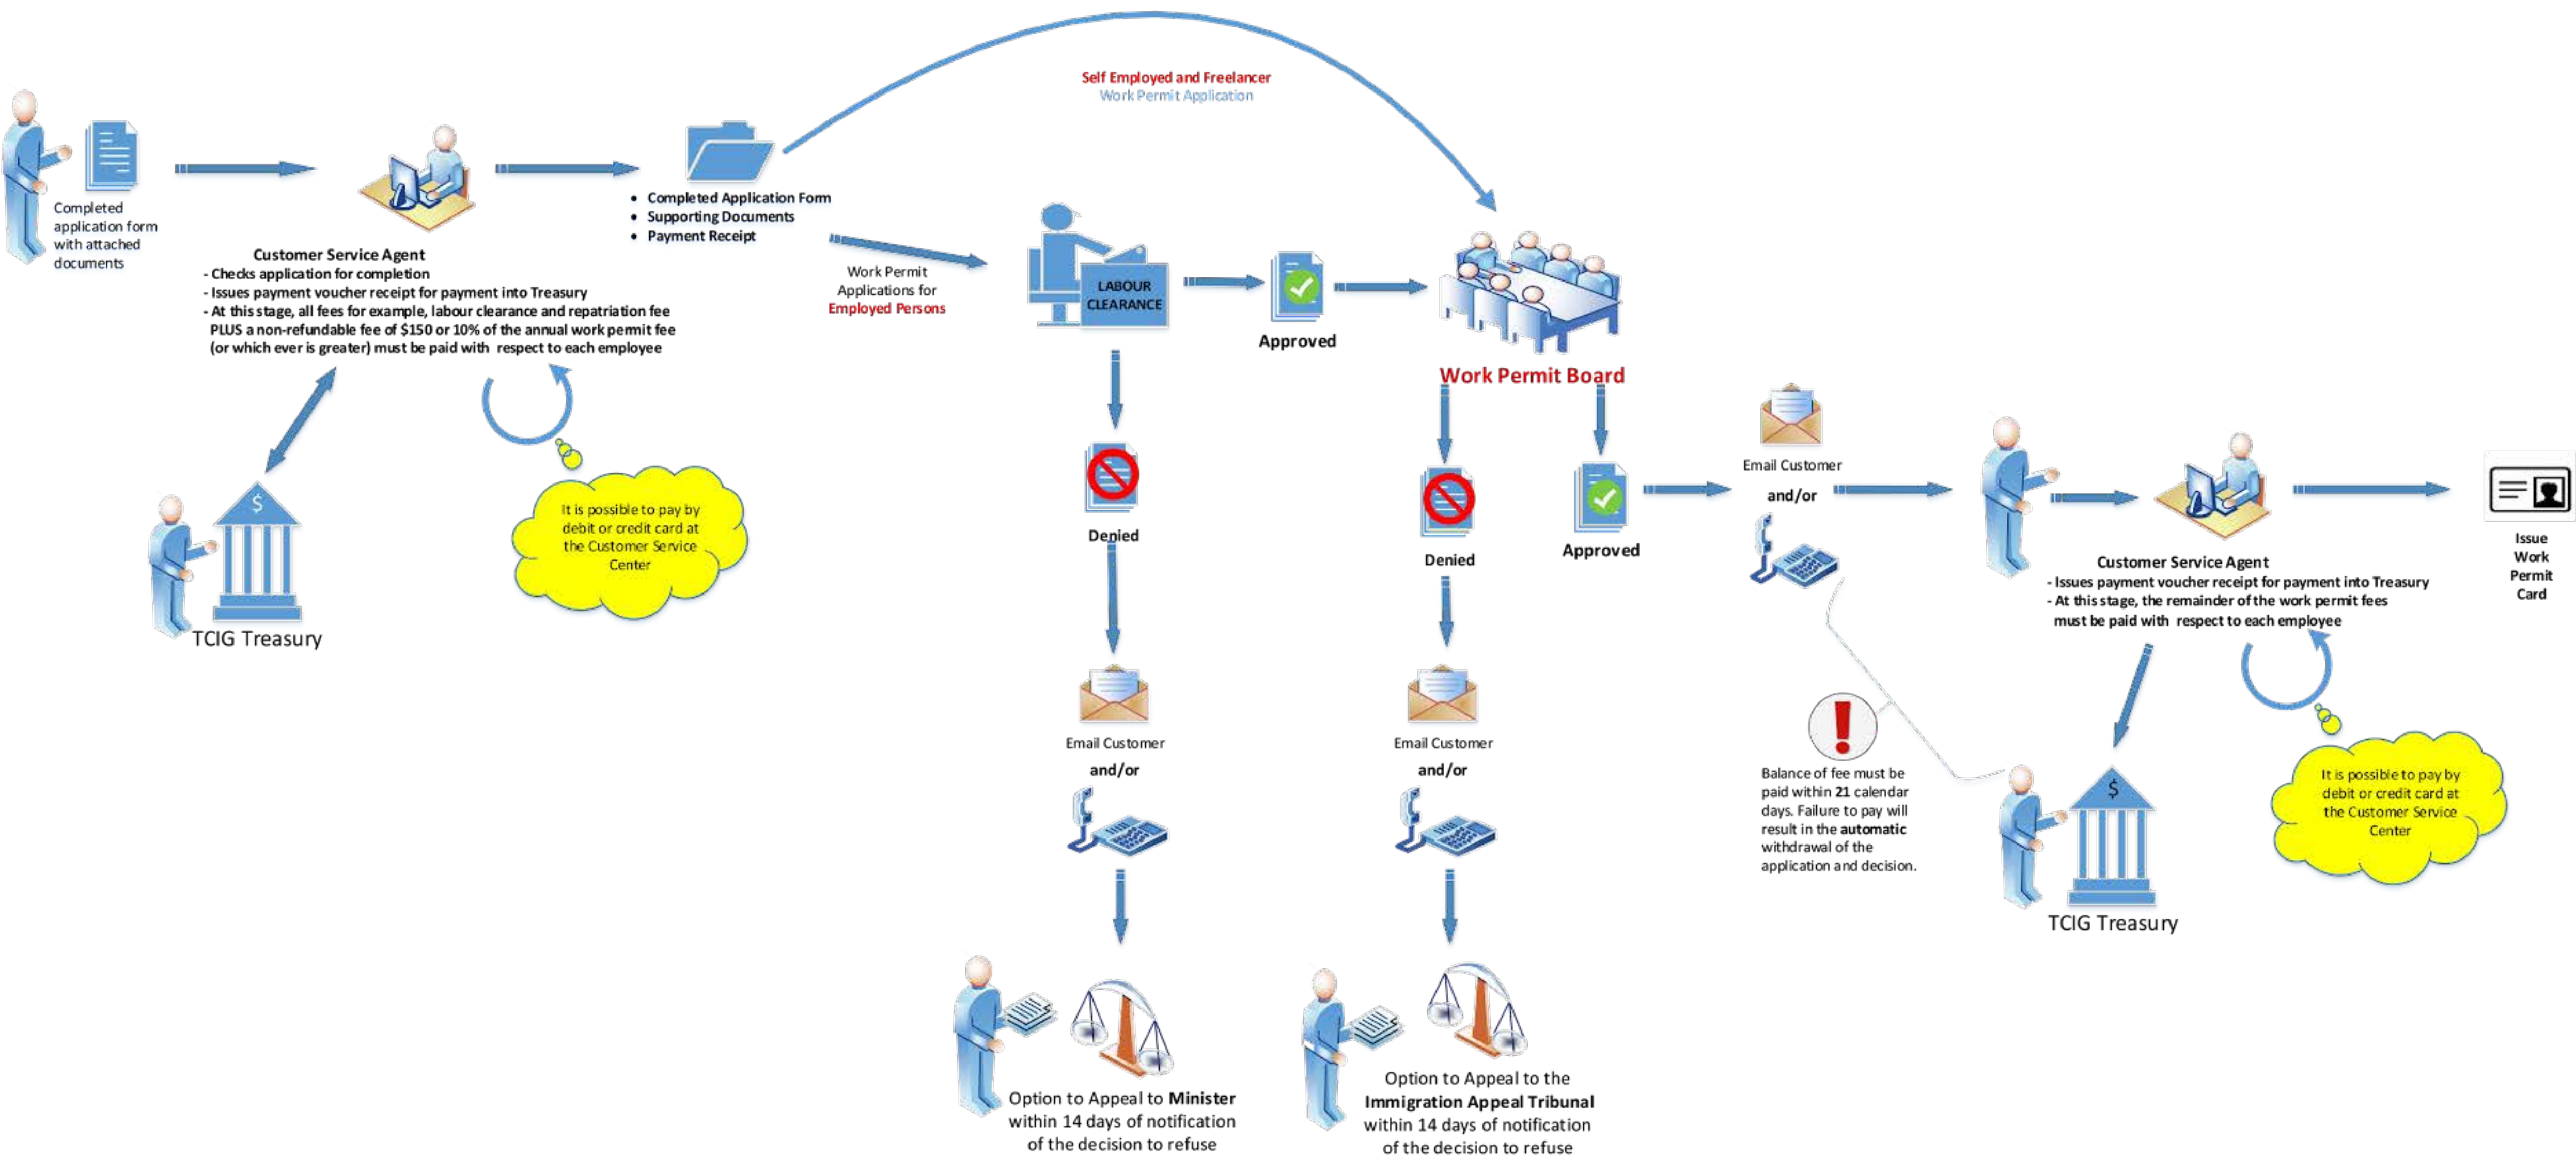 Self Employed and Freelancer
Work Permit Application
Completed
application form
with attached
documents
Customer Service Agent
- Checks application for completion
- Issues payment voucher receipt for payment into Treasury
- At this stage, all fees for example, labour clearance and repatriation fee
PLUS a non-refundable fee of $150 or 10% of the annual work permit fee
(or which ever is greater) must be paid with respect to each employee
$
TCIG Treasury
It is possible to pay by
debit or credit card at
the Customer Service
Center
• Completed Application Form
• Supporting Documents
• Payment Receipt
Work Permit
Applications for
Employed Persons
LABOUR
CLEARANCE
Approved
Work Permit Board
Denied
Email Customer
and/or
Option to Appeal to Minister
within 14 days of notification
of the decision to refuse
Denied
Email Customer
and/or
Option to Appeal to the
Immigration Appeal Tribunal
within 14 days of notification
of the decision to refuse
Approved
Email Customer
and/or
!
Balance of fee must be
paid within 21 calendar
days. Failure to pay will
result in the automatic
withdrawal of the
application and decision.
Customer Service Agent
- Issues payment voucher receipt for payment into Treasury
- At this stage, the remainder of the work permit fees
must be paid with respect to each employee
$
TCIG Treasury
It is possible to pay by
debit or credit card at
the Customer Service
Center
Issue
Work
Permit
Card